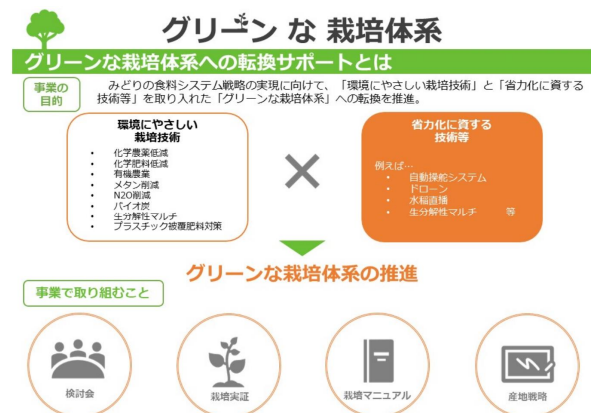 グリーン な 栽培体系
グリーンな栽培体系への転換サポートとは
事業の
目的
みどりの食料システム戦略の実現に向けて、「環境にやさしい栽培技術」と「省力化に資する
技術等」を取り入れた「グリーンな栽培体系」への転換を推進。
環境にやさしい
栽培技術
・ 化学農薬低減
・ 化学肥料低減
・ 有機農業
・ メタン削減
・ N2O削減
・ バイオ炭
・ 生分解性マルチ
・ プラスチック被覆肥料対策
省力化に資する
技術等
例えば…
・ 自動操舵システム
・ ドローン
・ 水稲直播
・ 生分解性マルチ 等
グリーンな栽培体系の推進
事業で取り組むこと
検討会
栽培実証
栽培マニュアル
産地戦略